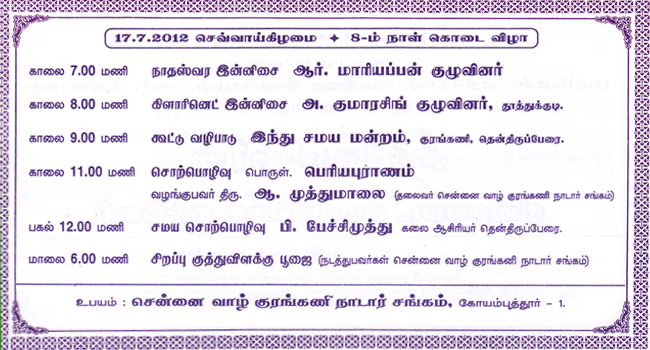 17.7.2012 செவ்வாய்கிழமை ✦ 8-ம் நாள் கொடை விழா
காலை 7.00 மணி நாதஸ்வர இன்னிசை ஆர். மாரியப்பன் குழுவினர்
காலை 8.00 மணி கிளாரினெட் இன்னிசை அ. குமாரசிங் குழுவினர், தூத்துக்குடி.
காலை 9.00 மணி கூட்டு வழிபாடு இந்து சமய மன்றம், குரங்கணி, தென்திருப்பேரை.
காலை 11.00 மணி சொற்பொழிவு பொருள். பெரியபுராணம்
வழங்குபவர் திரு. ஆ. முத்துமாலை (தலைவர் சென்னை வாழ் குரங்கணி நாடார் சங்கம்)
பகல் 12.00 மணி சமய சொற்பொழிவு பி. பேச்சிமுத்து கலை ஆசிரியர் தென்திருப்பேரை.
மாலை 6.00 மணி சிறப்பு குத்துவிளக்கு பூஜை (நடத்துபவர்கள் சென்னை வாழ் குரங்கனி நாடார் சங்கம்)
உபயம் : சென்னை வாழ் குரங்கணி நாடார் சங்கம், கோயம்புத்தூர் - 1.